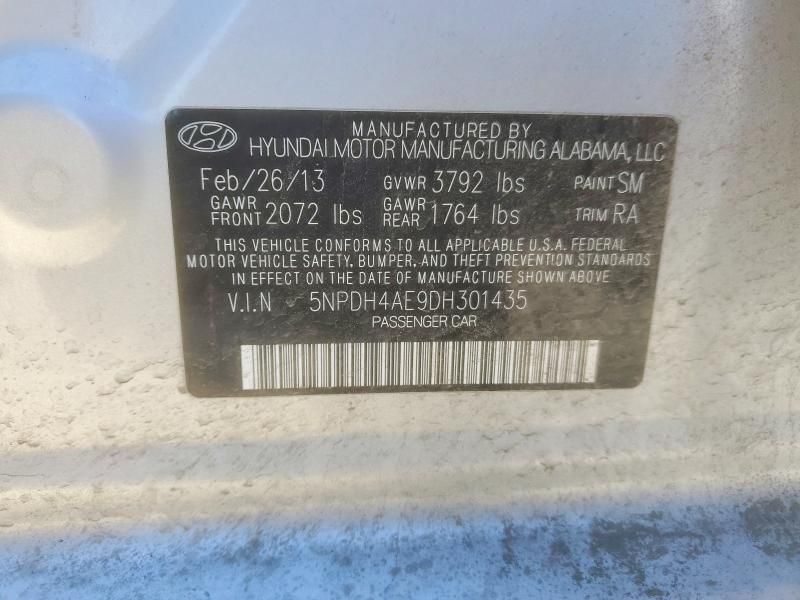 MANUFACTURED BY
HYUNDAI MOTOR MANUFACTURING ALABAMA, LLC
Feb/26/13 GVWR 3792 lbs PAINT SM
GAWR FRONT 2072 lbs GAWR REAR 1764 lbs TRIM RA
THIS VEHICLE CONFORMS TO ALL APPLICABLE U.S.A. FEDERAL
MOTOR VEHICLE SAFETY, BUMPER, AND THEFT PREVENTION STANDARDS
IN EFFECT ON THE DATE OF MANUFACTURE SHOWN ABOVE
V.I.N 5NPDH4AE9DH301435
PASSENGER CAR